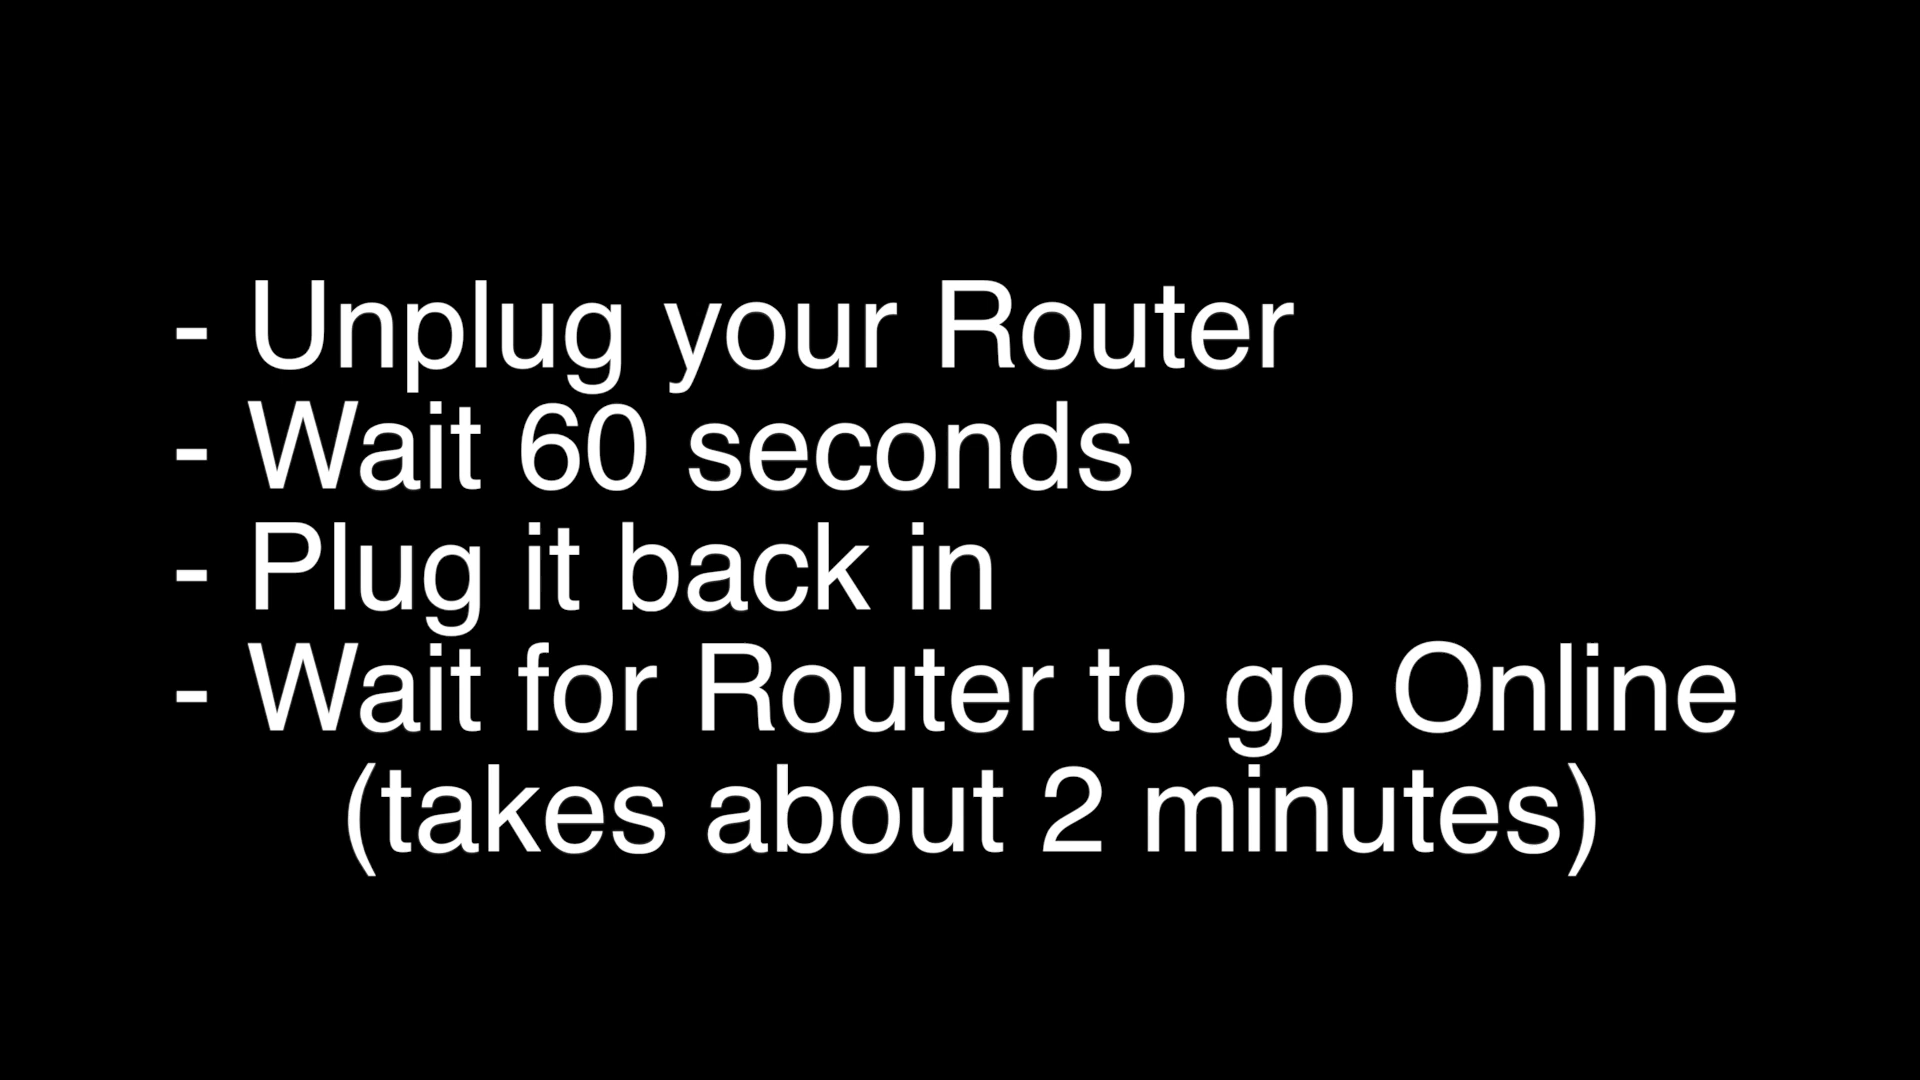 - Unplug your Router
- Wait 60 seconds
- Plug it back in
- Wait for Router to go Online
(takes about 2 minutes)